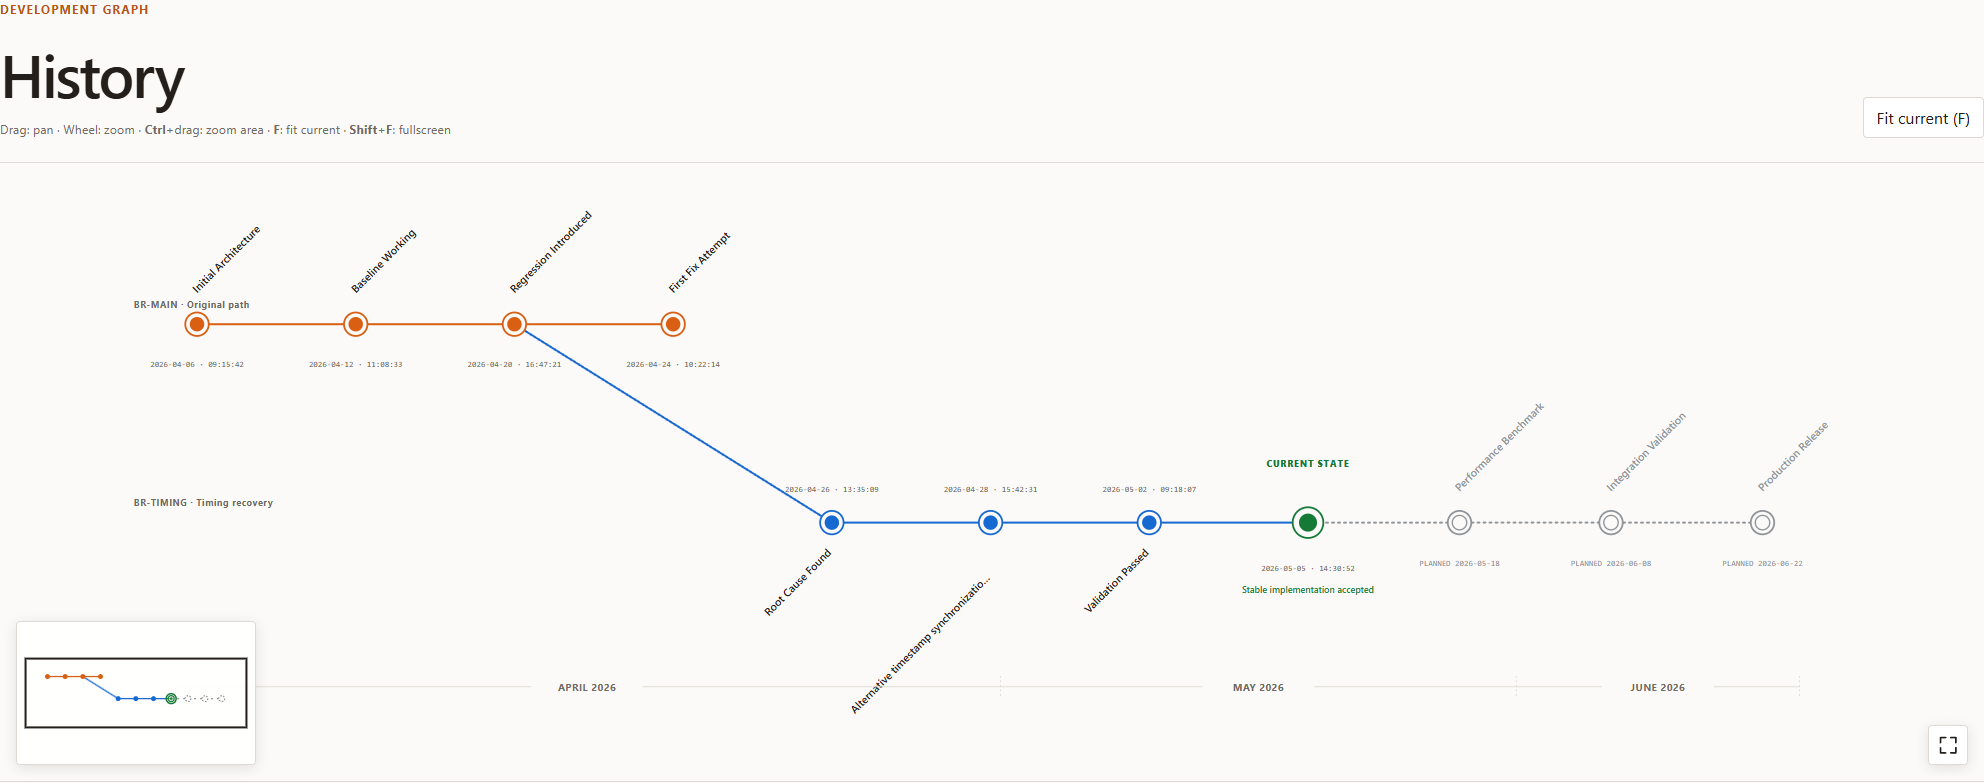 DEVELOPMENT GRAPH
History
Drag: pan · Wheel: zoom · Ctrl+drag: zoom area · F: fit current · Shift+F: fullscreen
Fit current (F)
Initial Architecture
Baseline Working
Regression Introduced
First Fix Attempt
BR-MAIN · Original path
2026-04-06 · 09:15:42
2026-04-12 · 11:08:33
2026-04-20 · 16:47:21
2026-04-24 · 10:22:14
Performance Benchmark
Integration Validation
Production Release
CURRENT STATE
2026-04-26 · 13:35:09
2026-04-28 · 15:42:31
2026-05-02 · 09:18:07
BR-TIMING · Timing recovery
Root Cause Found
Alternative timestamp synchronizatio...
Validation Passed
2026-05-05 · 14:30:52
Stable implementation accepted
PLANNED 2026-05-18
PLANNED 2026-06-08
PLANNED 2026-06-22
APRIL 2026
MAY 2026
JUNE 2026